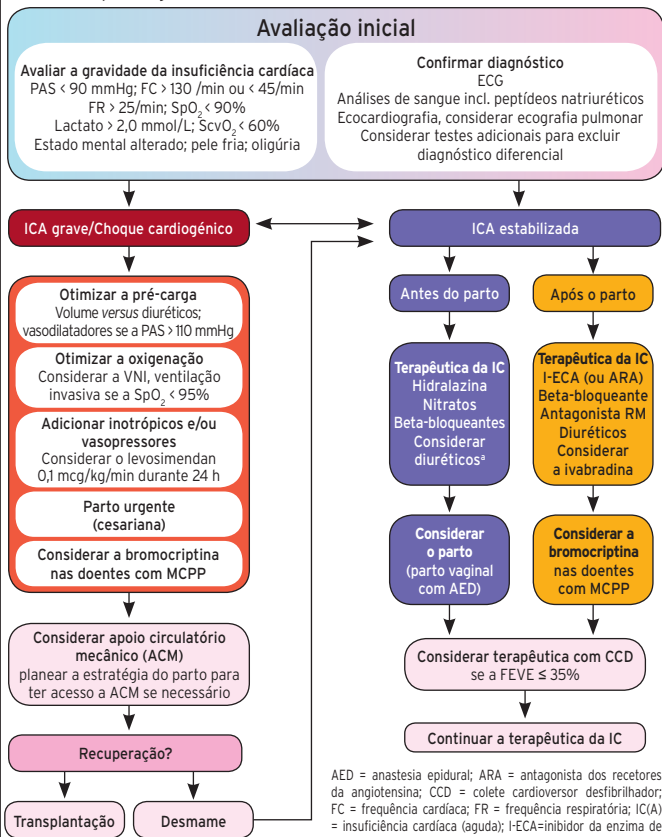 Avaliação inicial
Avaliar a gravidade da insuficiência cardíaca
PAS < 90 mmHg; FC > 130 /min ou < 45/min
FR > 25/min; SpO₂ < 90%
Lactato > 2,0 mmol/L; ScvO₂ < 60%
Estado mental alterado; pele fria; oligúria
Confirmar diagnóstico
ECG
Análises de sangue incl. peptídeos natriuréticos
Ecocardiografia, considerar ecografia pulmonar
Considerar testes adicionais para excluir
diagnóstico diferencial
ICA grave/Choque cardiogénico
Otimizar a pré-carga
Volume versus diuréticos;
vasodilatadores se a PAS > 110 mmHg
Otimizar a oxigenação
Considerar a VNI, ventilação
invasiva se a SpO₂ < 95%
Adicionar inotrópicos e/ou
vasopressores
Considerar o levosimendan
0,1 mcg/kg/min durante 24 h
Parto urgente
(cesariana)
Considerar a bromocriptina
nas doentes com MCPP
Considerar apoio circulatório
mecânico (ACM)
planear a estratégia do parto para
ter acesso a ACM se necessário
Recuperação?
Transplantação
Desmame
ICA estabilizada
Antes do parto
Terapêutica da IC
Hidralazina
Nitratos
Beta-bloqueantes
Considerar
diuréticosª
Considerar
o parto
(parto vaginal
com AED)
Após o parto
Terapêutica da IC
I-ECA (ou ARA)
Beta-bloqueante
Antagonista RM
Diuréticos
Considerar
a ivabradina
Considerar a
bromocriptina
nas doentes
com MCPP
Considerar terapêutica com CCD
se a FEVE ≤ 35%
Continuar a terapêutica da IC
AED = anastesia epidural; ARA = antagonista dos recetores
da angiotensina; CCD = colete cardioversor desfibrilhador;
FC = frequência cardíaca; FR = frequência respiratória; IC(A)
= insuficiência cardíaca (aguda); I-ECA=inibidor da enzima de